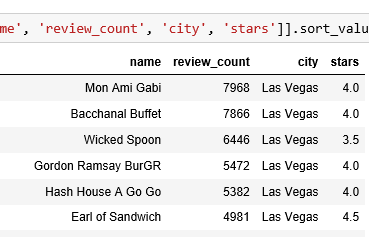 me', 'review_count', 'city', 'stars']].sort_valu
name review_count city stars
Mon Ami Gabi 7968 Las Vegas 4.0
Bacchanal Buffet 7866 Las Vegas 4.0
Wicked Spoon 6446 Las Vegas 3.5
Gordon Ramsay BurGR 5472 Las Vegas 4.0
Hash House A Go Go 5382 Las Vegas 4.0
Earl of Sandwich 4981 Las Vegas 4.5